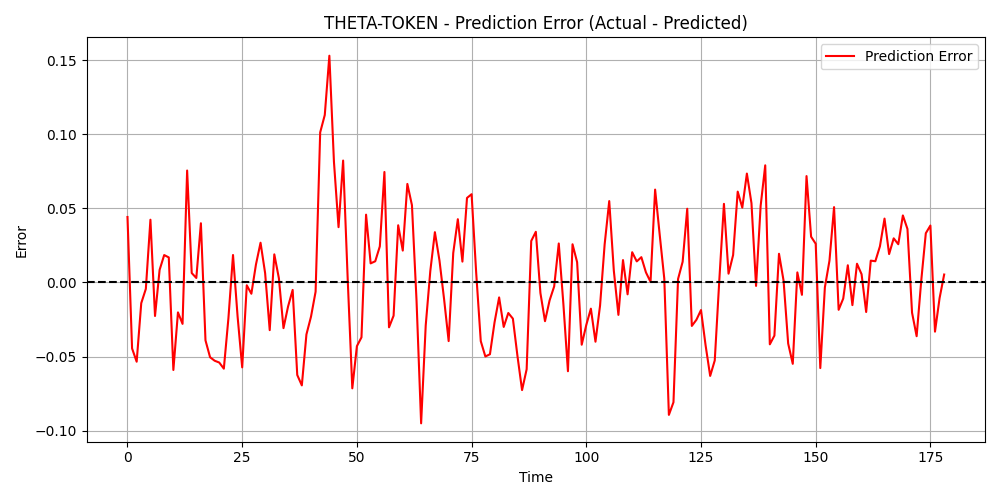 THETA-TOKEN - Prediction Error (Actual - Predicted)
Prediction Error
0.15
0.10
0.05
0.00
−0.05
−0.10
Error
0 25 50 75 100 125 150 175
Time